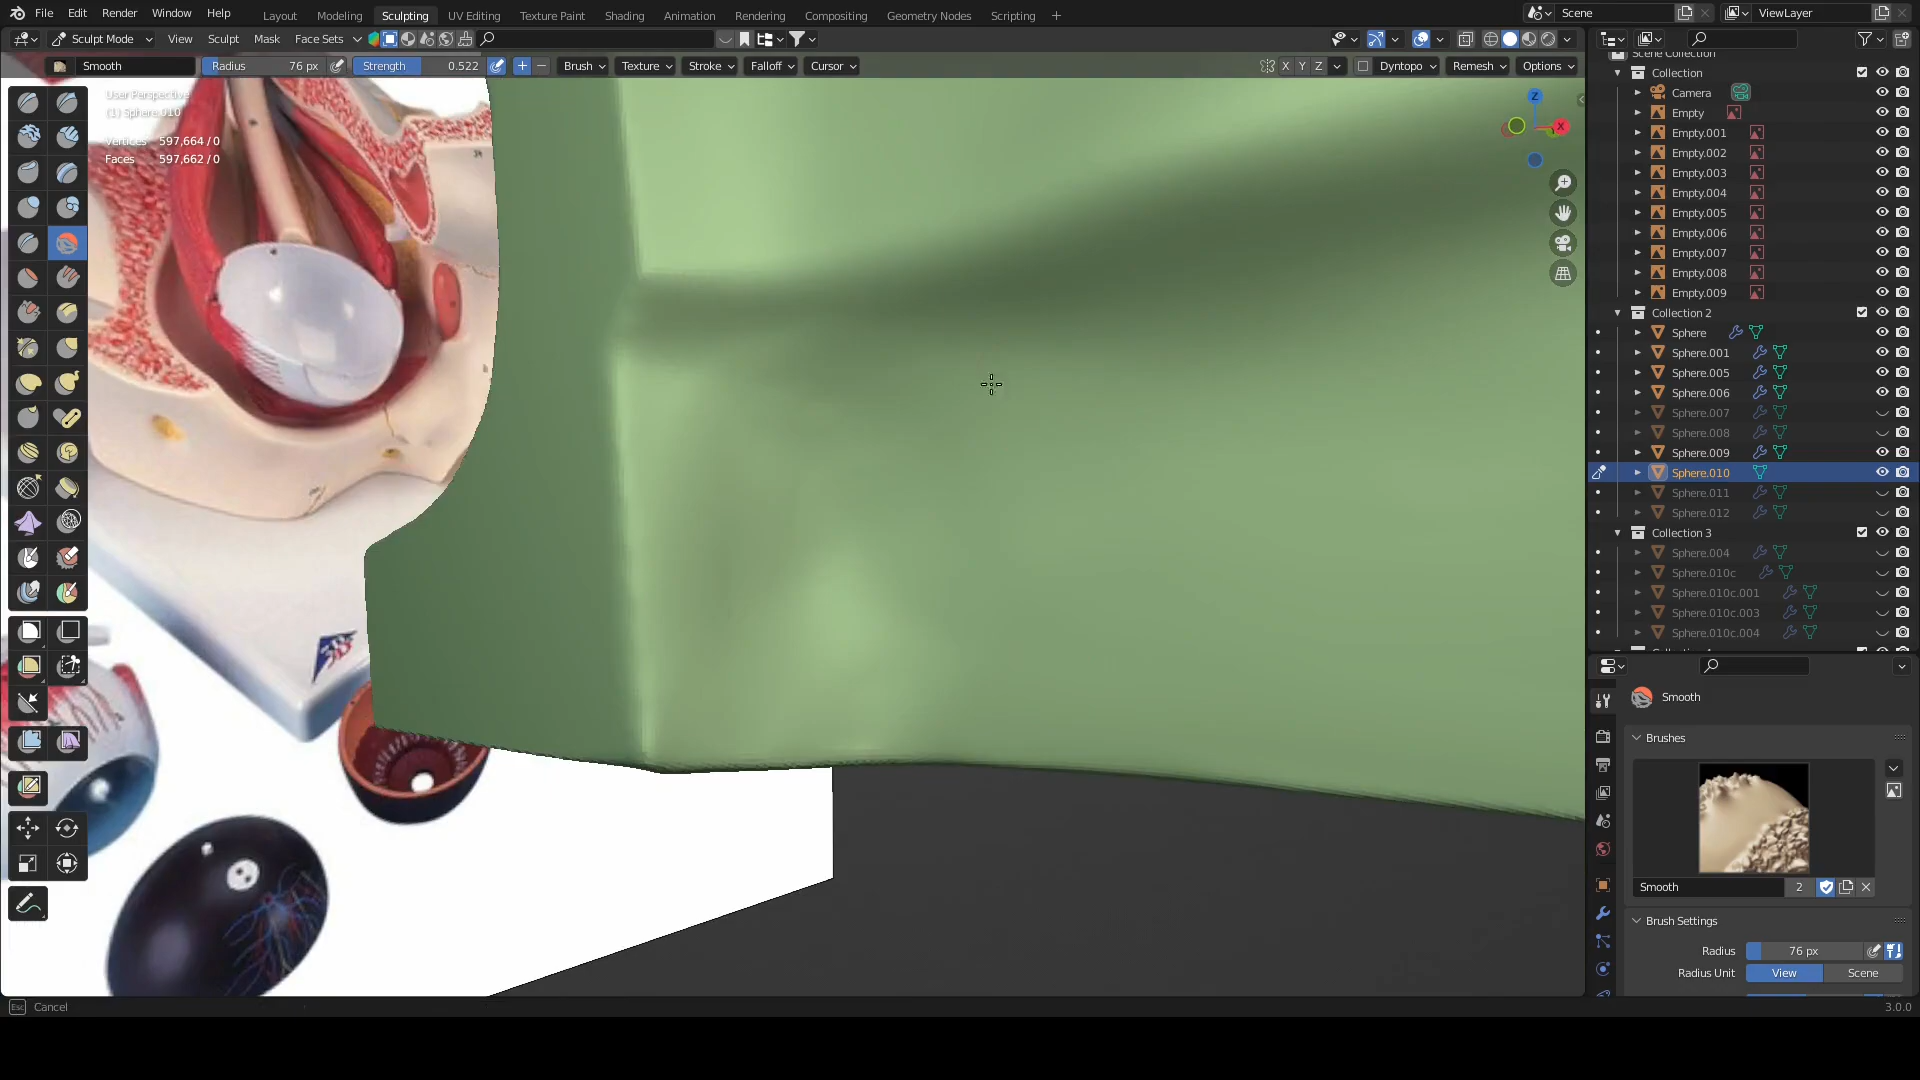 File Edit Render Window Help Layout Modeling Sculpting UV Editing Texture Paint Shading Animation Rendering Compositing Geometry Nodes Scripting + Scene ViewLayer
Sculpt Mode View Sculpt Mask Face Sets
Smooth Radius 76 px Strength 0.522 Brush Texture Stroke Falloff Cursor X Y Z Dyntopo Remesh Options
User Perspective
(1) Sphere.010
Vertices 597,664 / 0
Faces 597,662 / 0
Z
X
Scene Collection
Collection
Camera
Empty
Empty.001
Empty.002
Empty.003
Empty.004
Empty.005
Empty.006
Empty.007
Empty.008
Empty.009
Collection 2
Sphere
Sphere.001
Sphere.005
Sphere.006
Sphere.007
Sphere.008
Sphere.009
Sphere.010
Sphere.011
Sphere.012
Collection 3
Sphere.004
Sphere.010c
Sphere.010c.001
Sphere.010c.003
Sphere.010c.004
Smooth
Brushes
Smooth 2
Brush Settings
Radius 76 px
Radius Unit View Scene
Esc Cancel 3.0.0